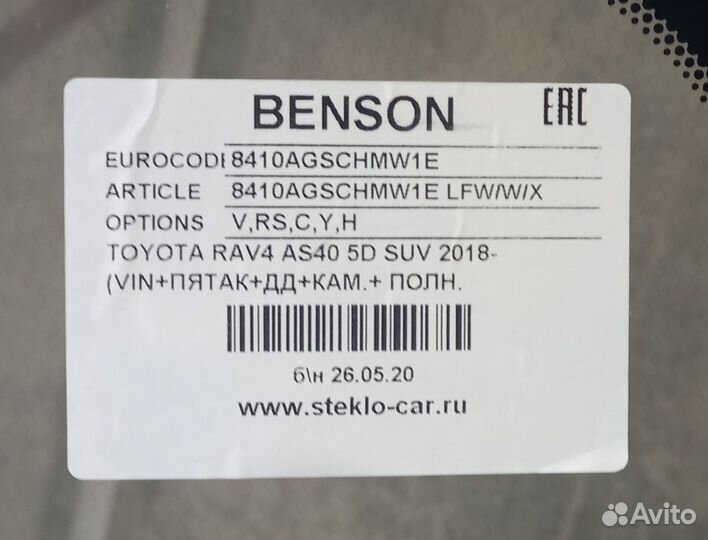 BENSON
EAC
EUROCODE 8410AGSCHMW1E
ARTICLE 8410AGSCHMW1E LFW/W/X
OPTIONS V,RS,C,Y,H
TOYOTA RAV4 AS40 5D SUV 2018-
(VIN+ПЯТАК+ДД+КАМ.+ ПОЛН.
б\н 26.05.20
www.steklo-car.ru
Avito